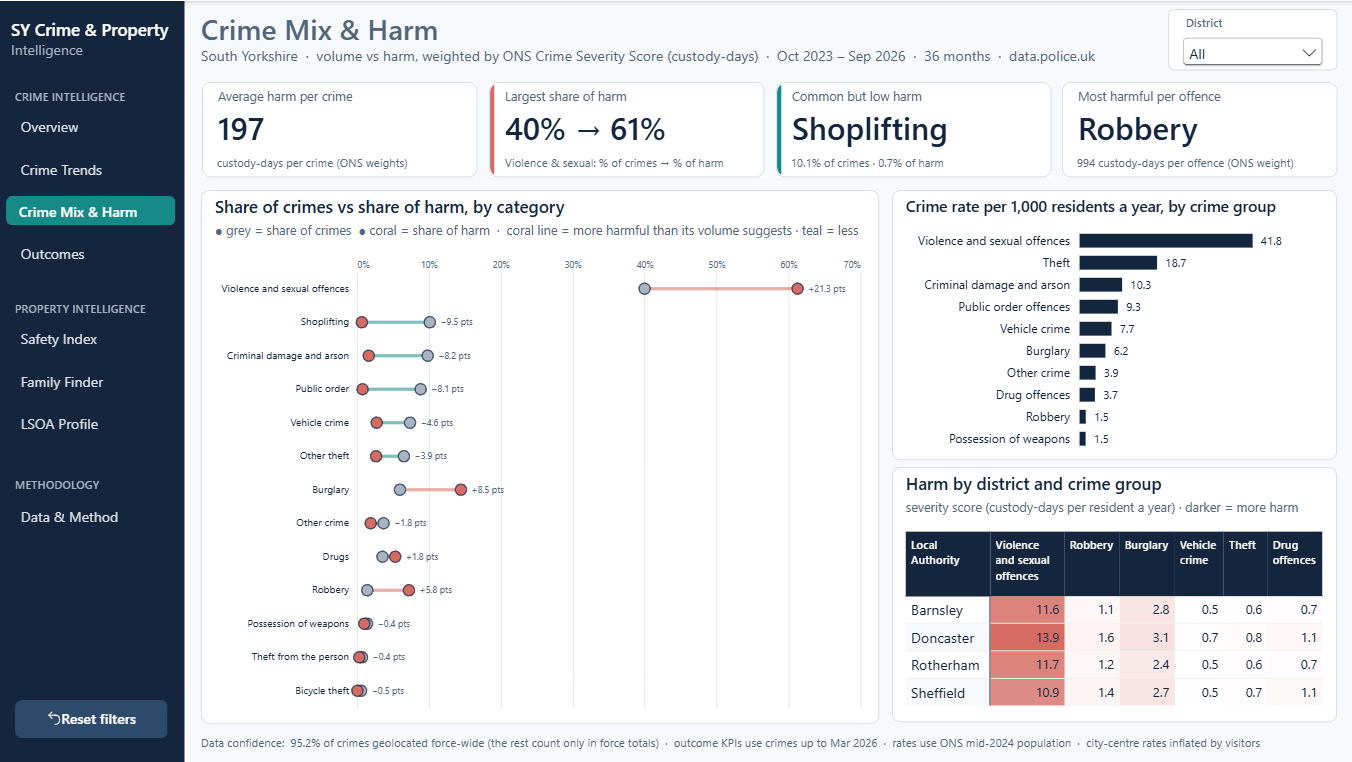 SY Crime & Property
Intelligence
CRIME INTELLIGENCE
Overview
Crime Trends
Crime Mix & Harm
Outcomes
PROPERTY INTELLIGENCE
Safety Index
Family Finder
LSOA Profile
METHODOLOGY
Data & Method
Reset filters
Crime Mix & Harm
South Yorkshire · volume vs harm, weighted by ONS Crime Severity Score (custody-days) · Oct 2023 – Sep 2026 · 36 months · data.police.uk
District
All
Average harm per crime
197
custody-days per crime (ONS weights)
Largest share of harm
40% → 61%
Violence & sexual: % of crimes → % of harm
Common but low harm
Shoplifting
10.1% of crimes · 0.7% of harm
Most harmful per offence
Robbery
994 custody-days per offence (ONS weight)
Share of crimes vs share of harm, by category
● grey = share of crimes ● coral = share of harm · coral line = more harmful than its volume suggests · teal = less
0% 10% 20% 30% 40% 50% 60% 70%
Violence and sexual offences +21.3 pts
Shoplifting −9.5 pts
Criminal damage and arson −8.2 pts
Public order −8.1 pts
Vehicle crime −4.6 pts
Other theft −3.9 pts
Burglary +8.5 pts
Other crime −1.8 pts
Drugs +1.8 pts
Robbery +5.8 pts
Possession of weapons −0.4 pts
Theft from the person −0.4 pts
Bicycle theft −0.5 pts
Crime rate per 1,000 residents a year, by crime group
Violence and sexual offences 41.8
Theft 18.7
Criminal damage and arson 10.3
Public order offences 9.3
Vehicle crime 7.7
Burglary 6.2
Other crime 3.9
Drug offences 3.7
Robbery 1.5
Possession of weapons 1.5
Harm by district and crime group
severity score (custody-days per resident a year) · darker = more harm
Local Violence Robbery Burglary Vehicle Theft Drug
Authority and sexual crime offences
offences
Barnsley 11.6 1.1 2.8 0.5 0.6 0.7
Doncaster 13.9 1.6 3.1 0.7 0.8 1.1
Rotherham 11.7 1.2 2.4 0.5 0.6 0.7
Sheffield 10.9 1.4 2.7 0.5 0.7 1.1
Data confidence: 95.2% of crimes geolocated force-wide (the rest count only in force totals) · outcome KPIs use crimes up to Mar 2026 · rates use ONS mid-2024 population · city-centre rates inflated by visitors